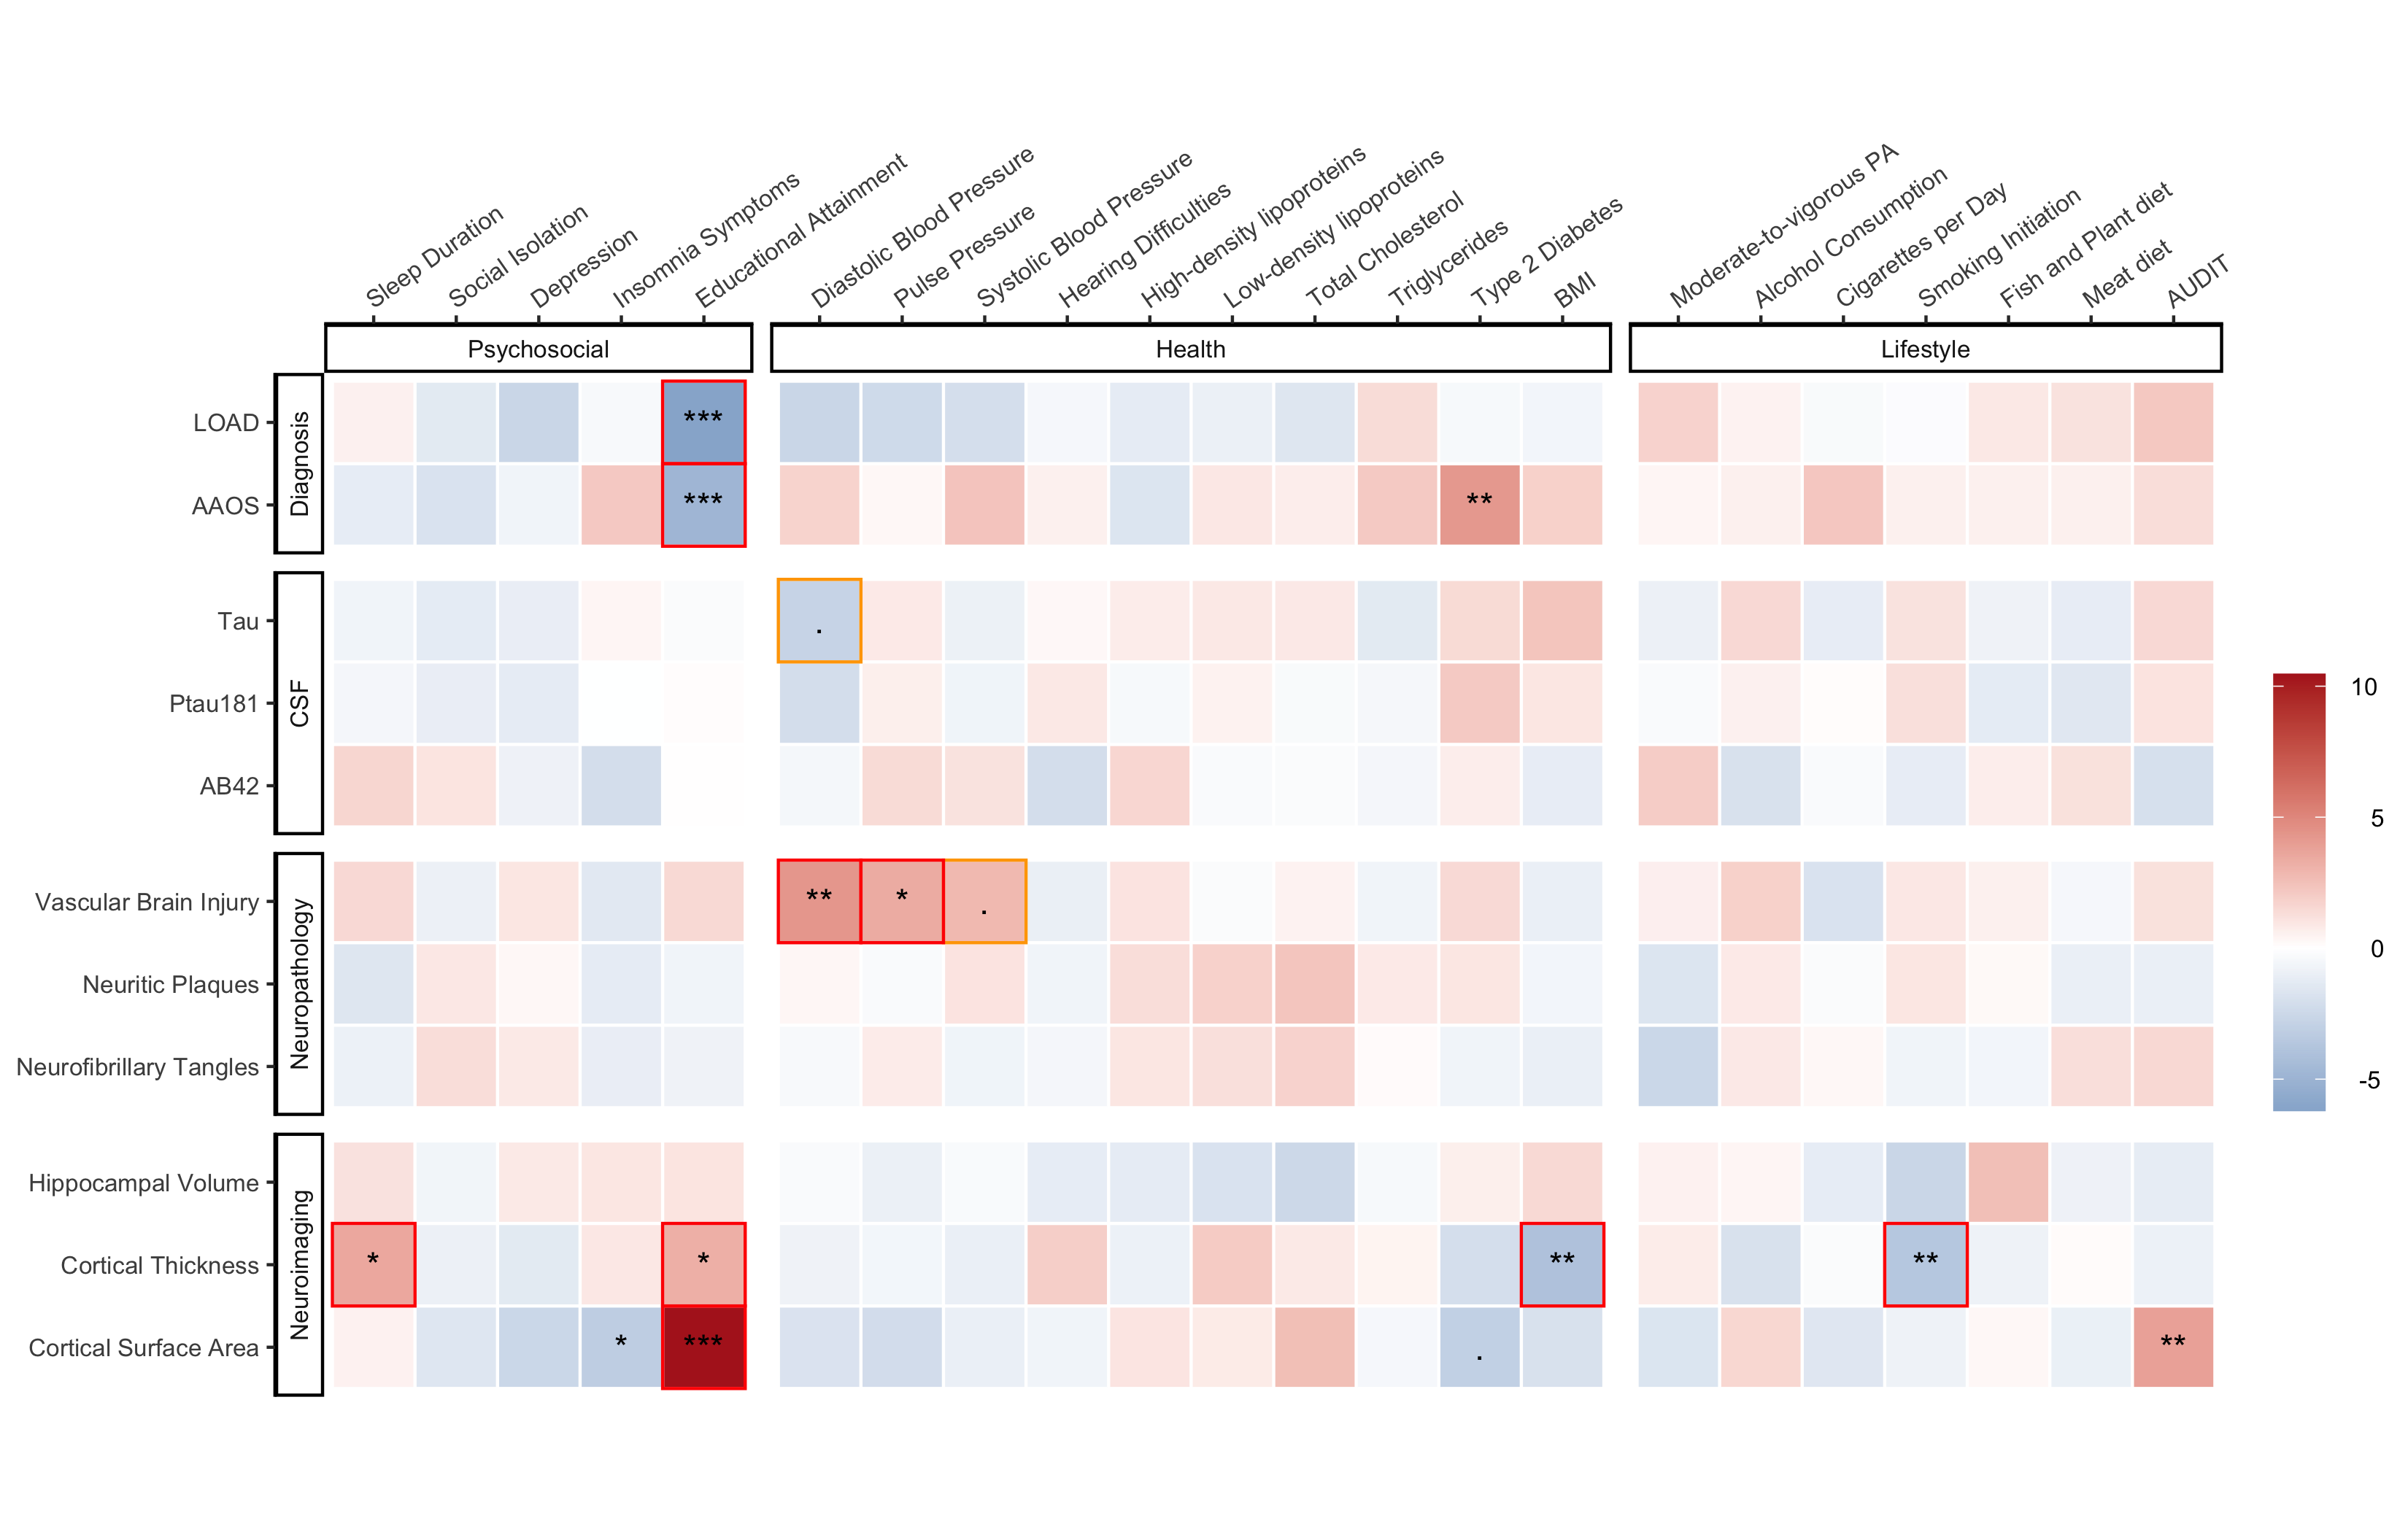 Sleep Duration
Social Isolation
Depression
Insomnia Symptoms
Educational Attainment
Diastolic Blood Pressure
Pulse Pressure
Systolic Blood Pressure
Hearing Difficulties
High-density lipoproteins
Low-density lipoproteins
Total Cholesterol
Triglycerides
Type 2 Diabetes
BMI
Moderate-to-vigorous PA
Alcohol Consumption
Cigarettes per Day
Smoking Initiation
Fish and Plant diet
Meat diet
AUDIT
Psychosocial
Health
Lifestyle
Diagnosis
LOAD
***
AAOS
*** **
CSF
Tau
.
Ptau181
AB42
Neuropathology
Vascular Brain Injury
** * .
Neuritic Plaques
Neurofibrillary Tangles
Neuroimaging
Hippocampal Volume
Cortical Thickness
* * ** **
Cortical Surface Area
* *** . **
10
5
0
-5